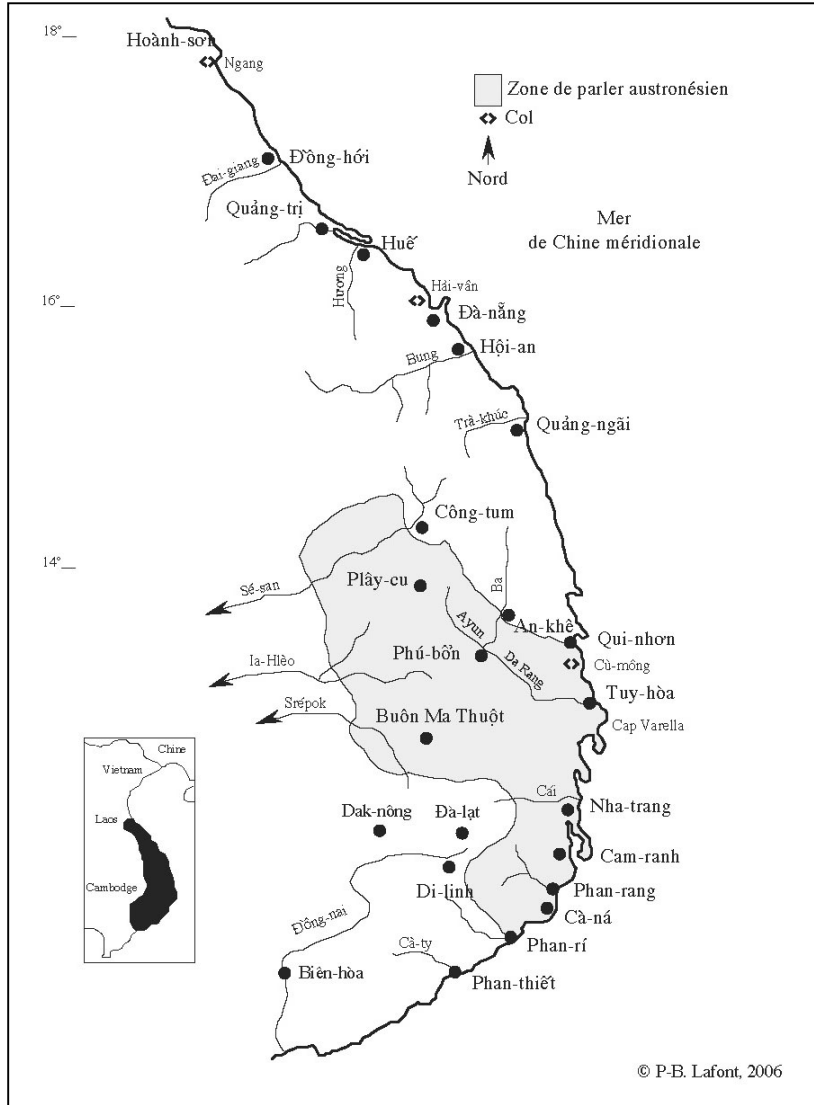 18°
Hoành-sơn
Ngang
Zone de parler austronésien
Col
Nord
Đồng-hới
Đai-giang
Quảng-trị
Mer
de Chine méridionale
Huế
Hương
Hải-vân
16°
Đà-nẵng
Hội-an
Bung
Trà-khúc
Quảng-ngãi
Công-tum
14°
Plây-cu
Sé-san
Ba
An-khê
Ayun
Qui-nhơn
Phú-bổn
Da Rang
Cù-mông
Ia-Hlèo
Tuy-hòa
Srépok
Buôn Ma Thuột
Cap Varella
Chine
Vietnam
Cái
Nha-trang
Laos
Dak-nông
Đà-lạt
Cam-ranh
Cambodge
Di-linh
Phan-rang
Cà-ná
Đồng-nai
Phan-rí
Cà-ty
Biên-hòa
Phan-thiết
© P-B. Lafont, 2006